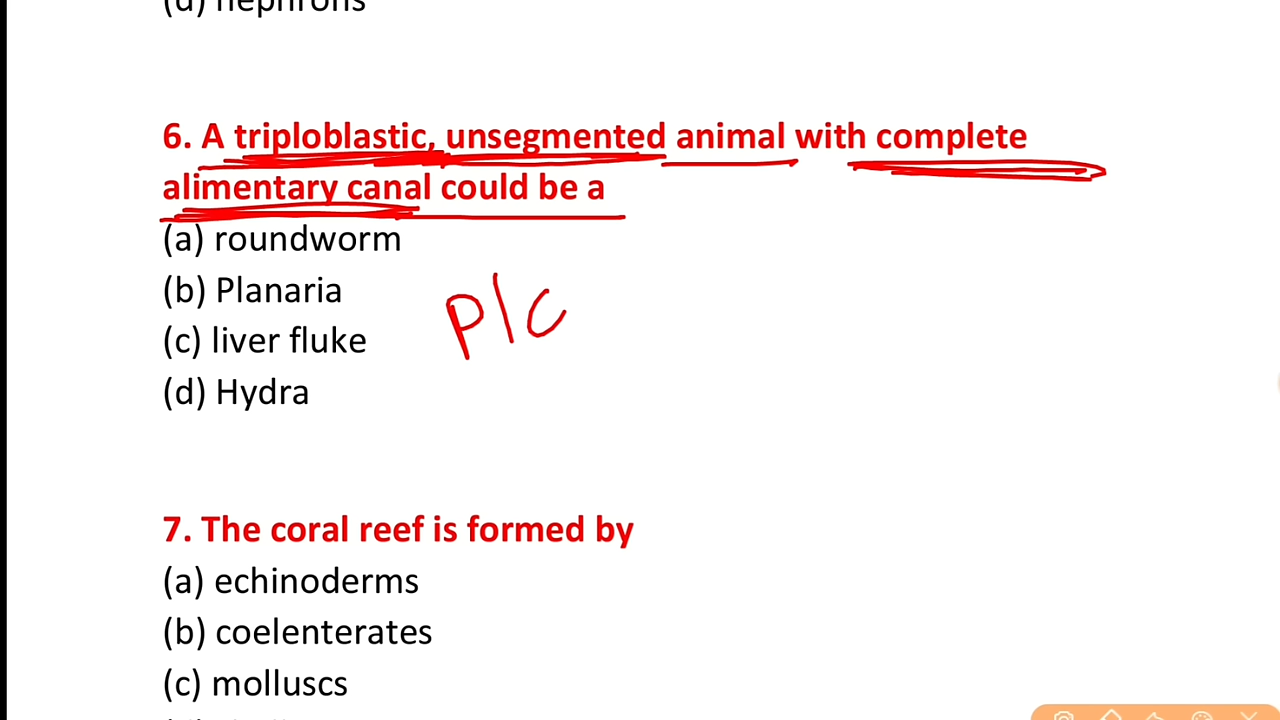 (d) nephrons
6. A triploblastic, unsegmented animal with complete
alimentary canal could be a
(a) roundworm
(b) Planaria
P/C
(c) liver fluke
(d) Hydra
7. The coral reef is formed by
(a) echinoderms
(b) coelenterates
(c) molluscs